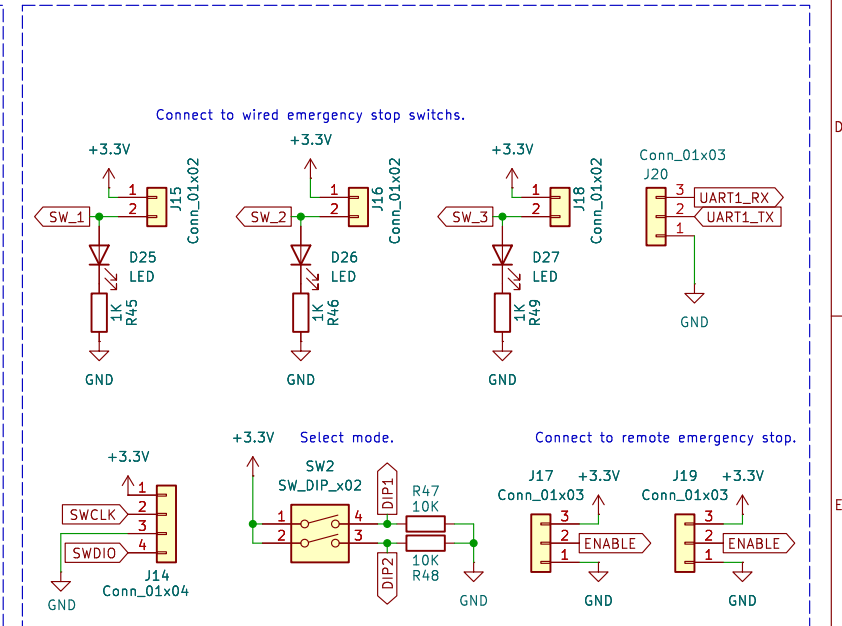 Connect to wired emergency stop switchs.
+3.3V
1
2
SW_1
J15
Conn_01x02
D25
LED
1K
R45
GND
+3.3V
1
2
SW_2
J16
Conn_01x02
D26
LED
1K
R46
GND
+3.3V
1
2
SW_3
J18
Conn_01x02
D27
LED
1K
R49
GND
Conn_01x03
J20
3
UART1_RX
2
UART1_TX
1
GND
D
+3.3V
1
SWCLK
2
3
SWDIO
4
J14
Conn_01x04
GND
Select mode.
+3.3V
SW2
SW_DIP_x02
1
4
2
3
DIP1
DIP2
R47
10K
10K
R48
GND
Connect to remote emergency stop.
J17
+3.3V
Conn_01x03
3
2
ENABLE
1
GND
J19
+3.3V
Conn_01x03
3
2
ENABLE
1
GND
E